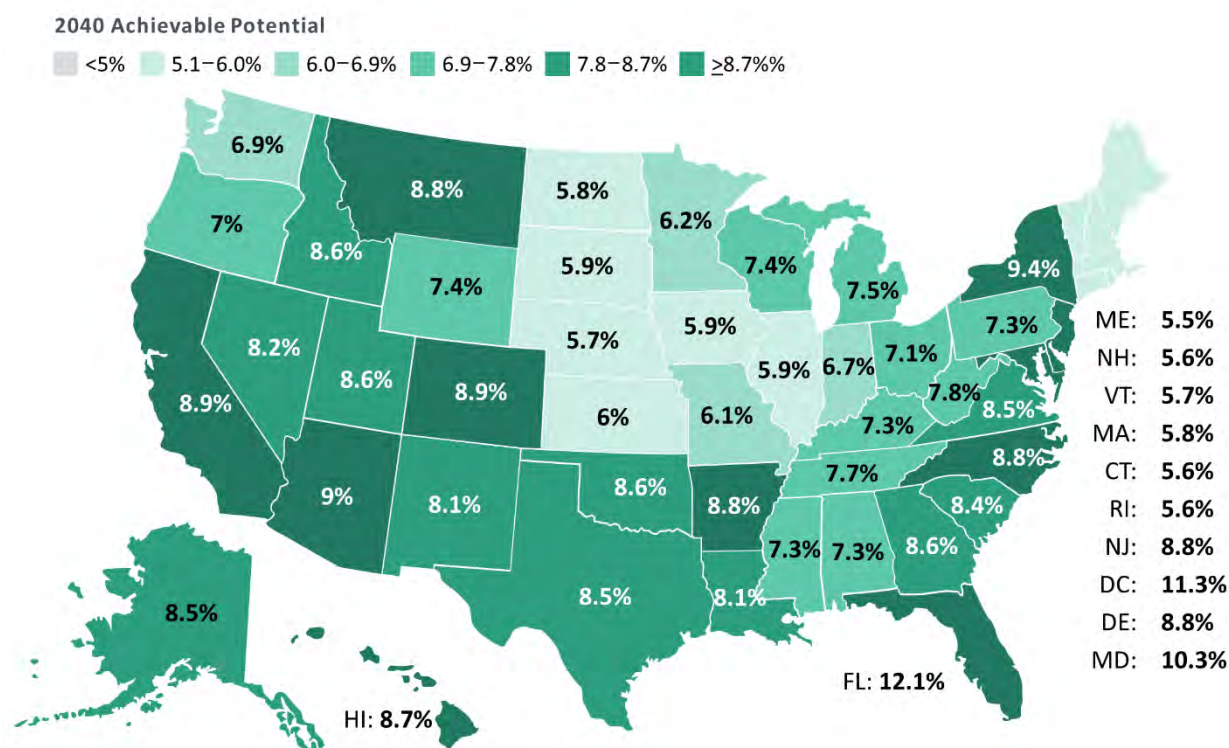 2040 Achievable Potential
<5% 5.1–6.0% 6.0–6.9% 6.9–7.8% 7.8–8.7% ≥8.7%%
6.9%
8.8%
5.8%
6.2%
7%
8.6%
5.9%
7.4%
7.4%
7.5%
9.4%
8.2%
8.6%
8.9%
5.7%
5.9%
5.9%
6.7%
7.1%
7.3%
8.9%
6%
6.1%
7.3%
7.8%
8.5%
9%
8.1%
8.6%
8.8%
7.7%
8.8%
8.5%
8.1%
7.3%
7.3%
8.6%
8.4%
8.5%
HI: 8.7%
FL: 12.1%
ME: 5.5%
NH: 5.6%
VT: 5.7%
MA: 5.8%
CT: 5.6%
RI: 5.6%
NJ: 8.8%
DC: 11.3%
DE: 8.8%
MD: 10.3%